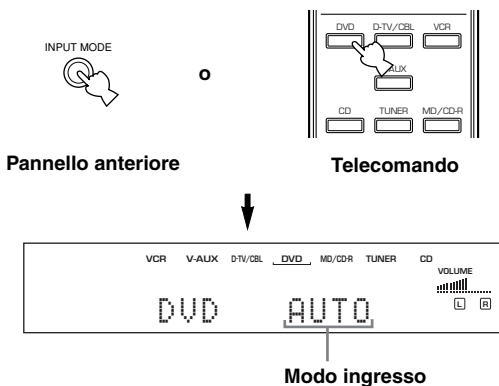 DVD D-TV/CBL VCR
INPUT MODE
o
AUX
CD TUNER MD/CD-R
Pannello anteriore
Telecomando
VCR V-AUX D-TV/CBL DVD MD/CD-R TUNER CD
VOLUME
L R
DVD AUTO
Modo ingresso